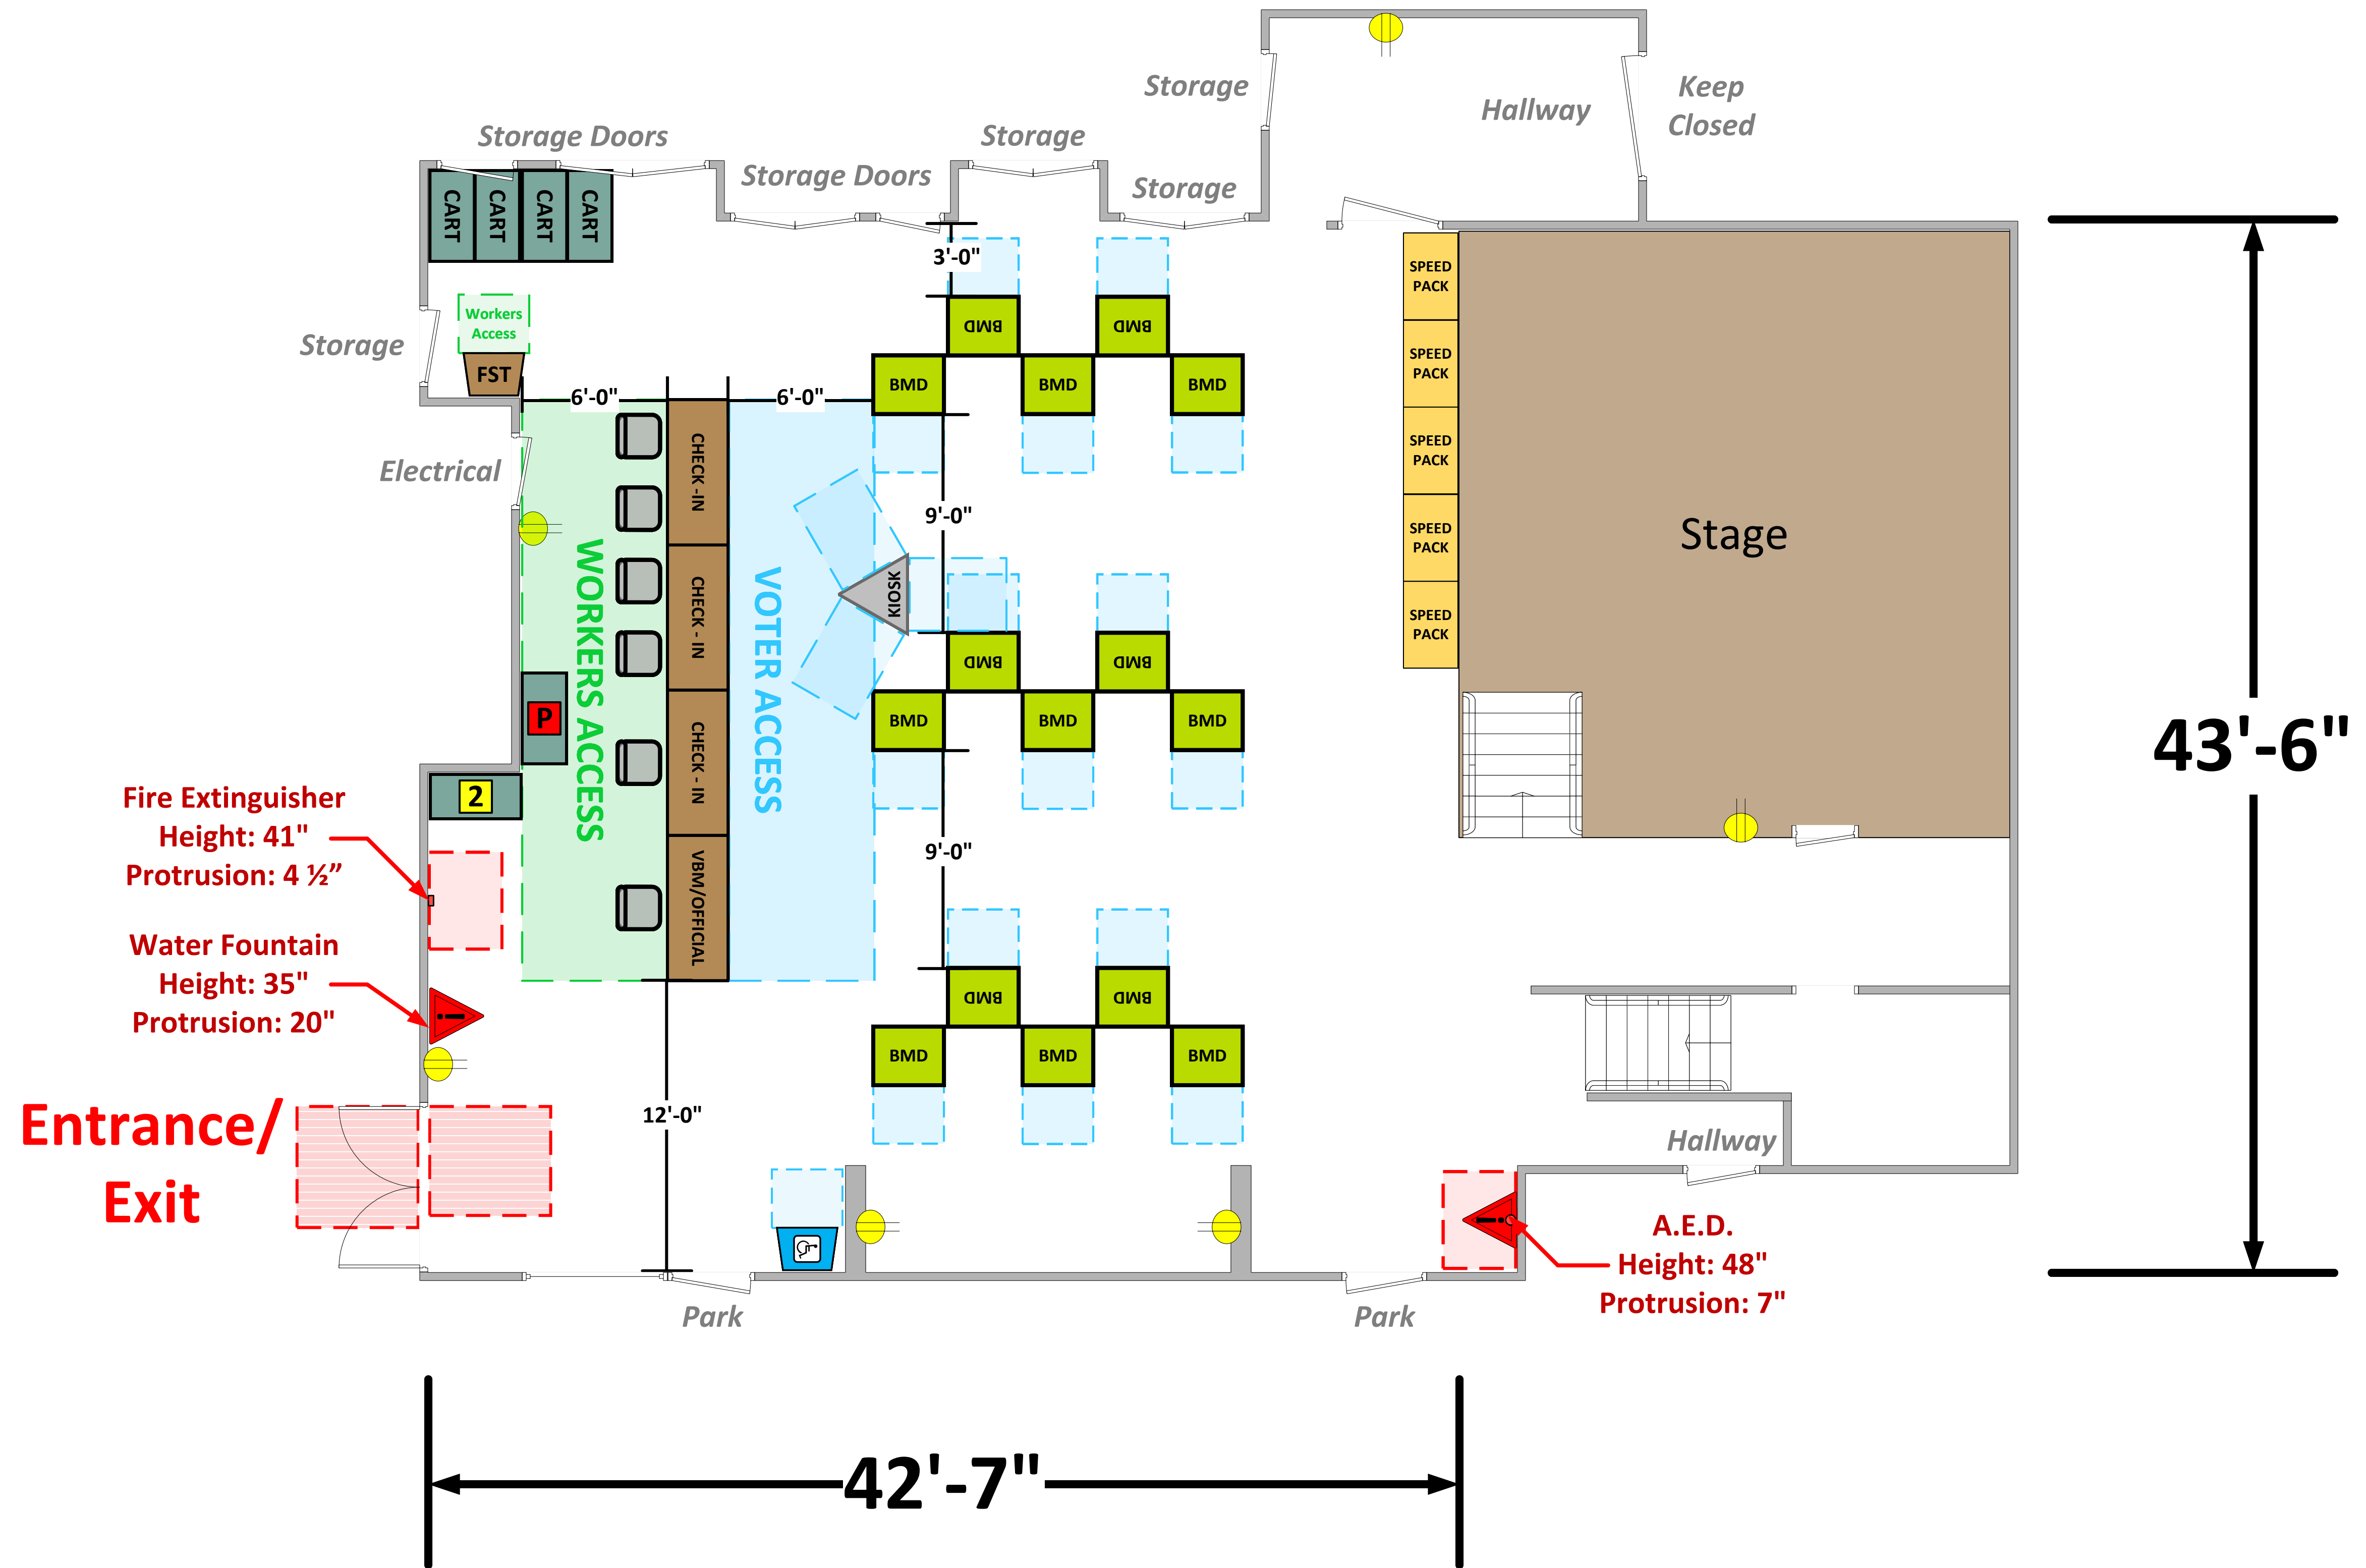 Storage
Hallway
Keep
Closed
Storage Doors
Storage
Storage Doors
Storage
CART
CART
CART
CART
3'-0"
Workers
Access
FST
Storage
BMD
BMD
BMD
BMD
BMD
SPEED
PACK
SPEED
PACK
SPEED
PACK
SPEED
PACK
SPEED
PACK
Stage
43'-6"
6'-0"
6'-0"
Electrical
CHECK -IN
CHECK - IN
CHECK - IN
VBM/OFFICIAL
WORKERS ACCESS
VOTER ACCESS
9'-0"
KIOSK
BMD
BMD
BMD
BMD
BMD
P
2
Fire Extinguisher
Height: 41"
Protrusion: 4 ½”
9'-0"
Water Fountain
Height: 35"
Protrusion: 20"
BMD
BMD
BMD
BMD
BMD
12'-0"
Entrance/
Exit
Hallway
A.E.D.
Height: 48"
Protrusion: 7"
Park
Park
42'-7"